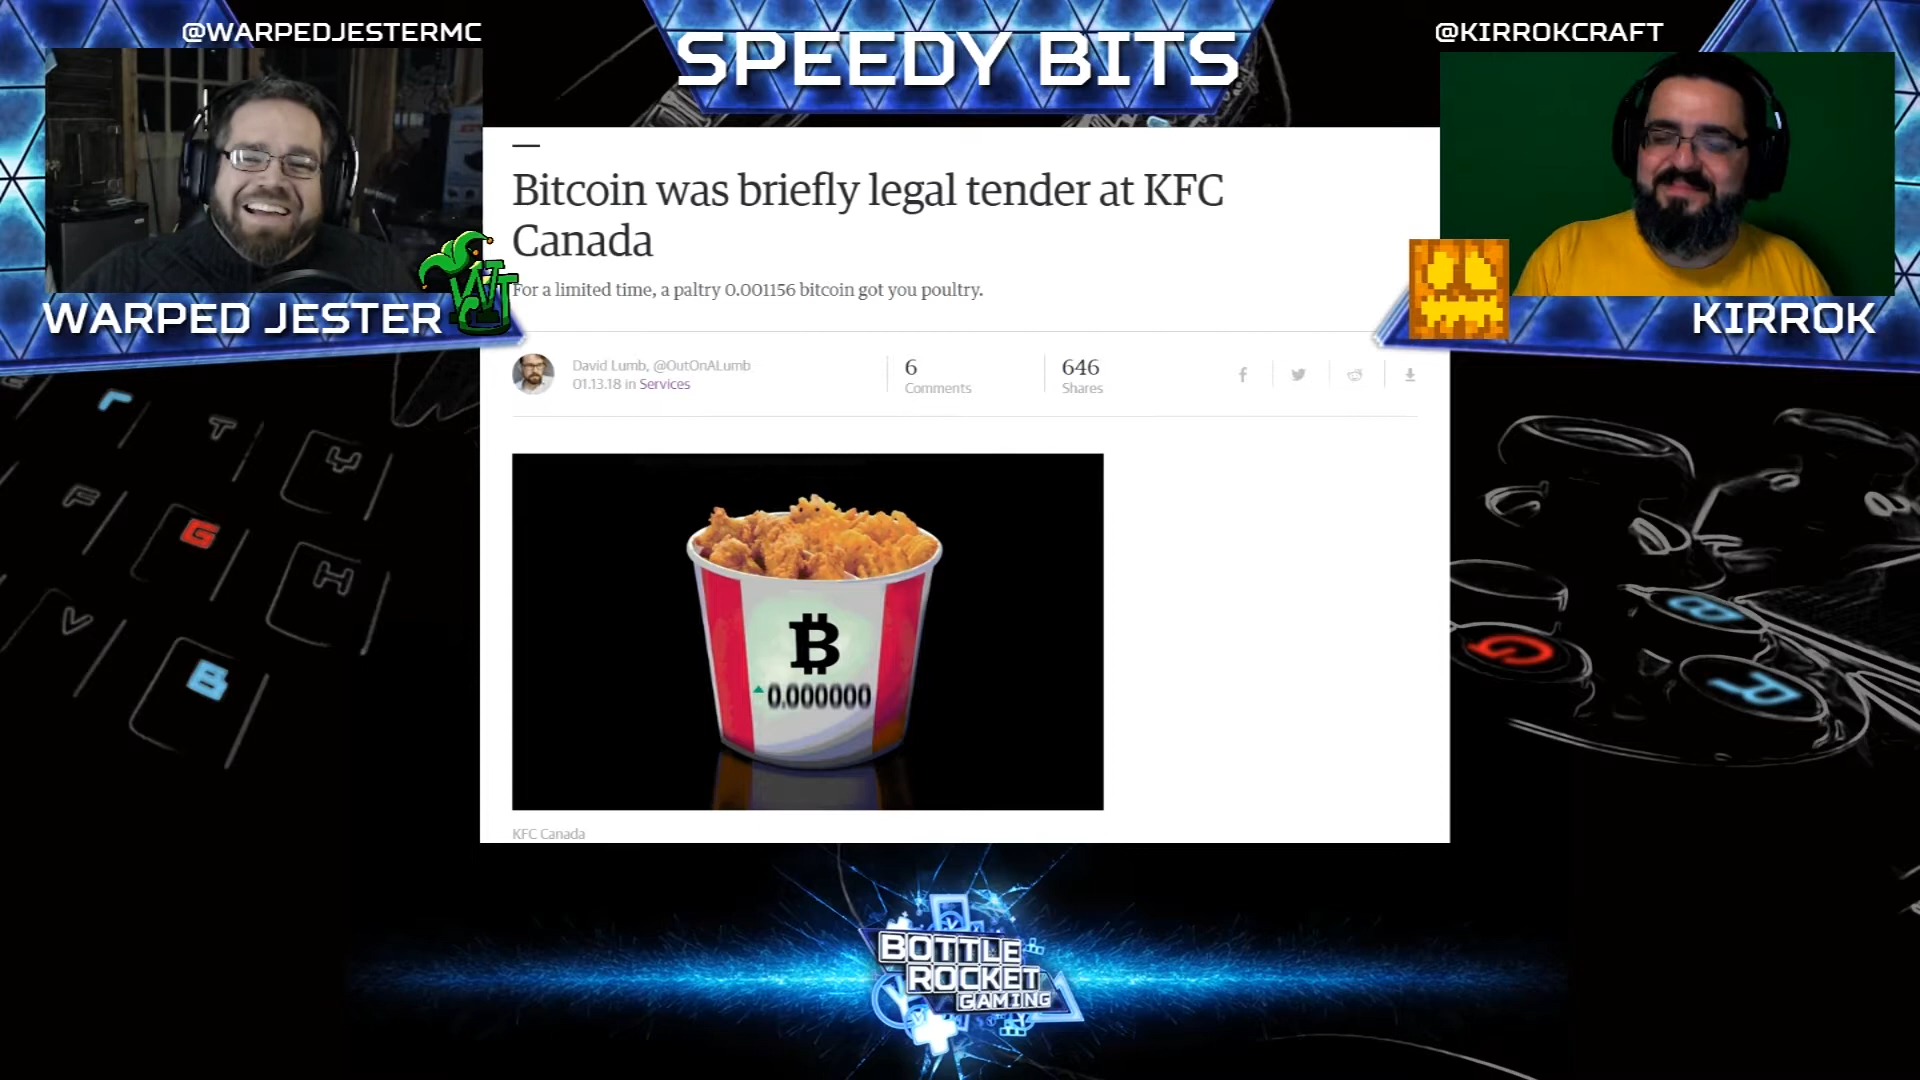 @WARPEDJESTERMC
SPEEDY BITS
@KIRROKCRAFT
Bitcoin was briefly legal tender at KFC
Canada
For a limited time, a paltry 0.001156 bitcoin got you poultry.
WARPED JESTER
WJ
KIRROK
David Lumb, @OutOnALumb
01.13.18 in Services
6
Comments
646
Shares
T Y
F G H
V B
₿
0.000000
B
G
R
KFC Canada
BOTTLE
ROCKET
GAMING